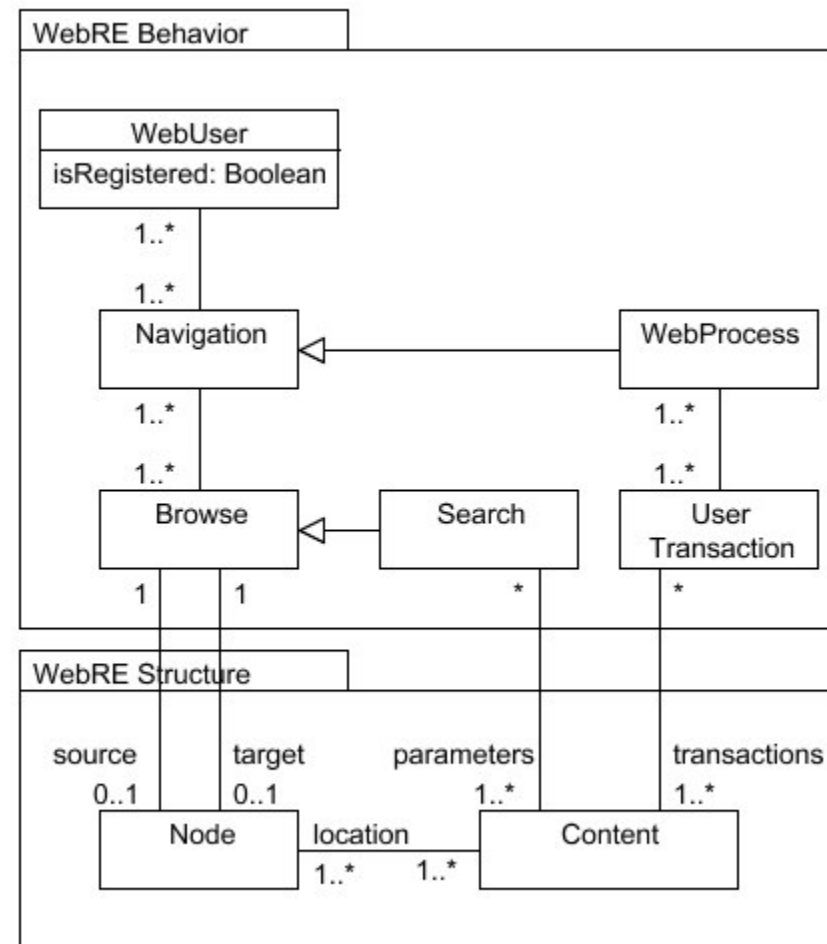 WebRE Behavior
WebUser
isRegistered: Boolean
1..*
1..*
Navigation
WebProcess
1..*
1..*
1..*
1..*
Browse
Search
User
Transaction
1
1
*
*
WebRE Structure
source
target
parameters
transactions
0..1
0..1
1..*
1..*
Node
location
Content
1..*
1..*